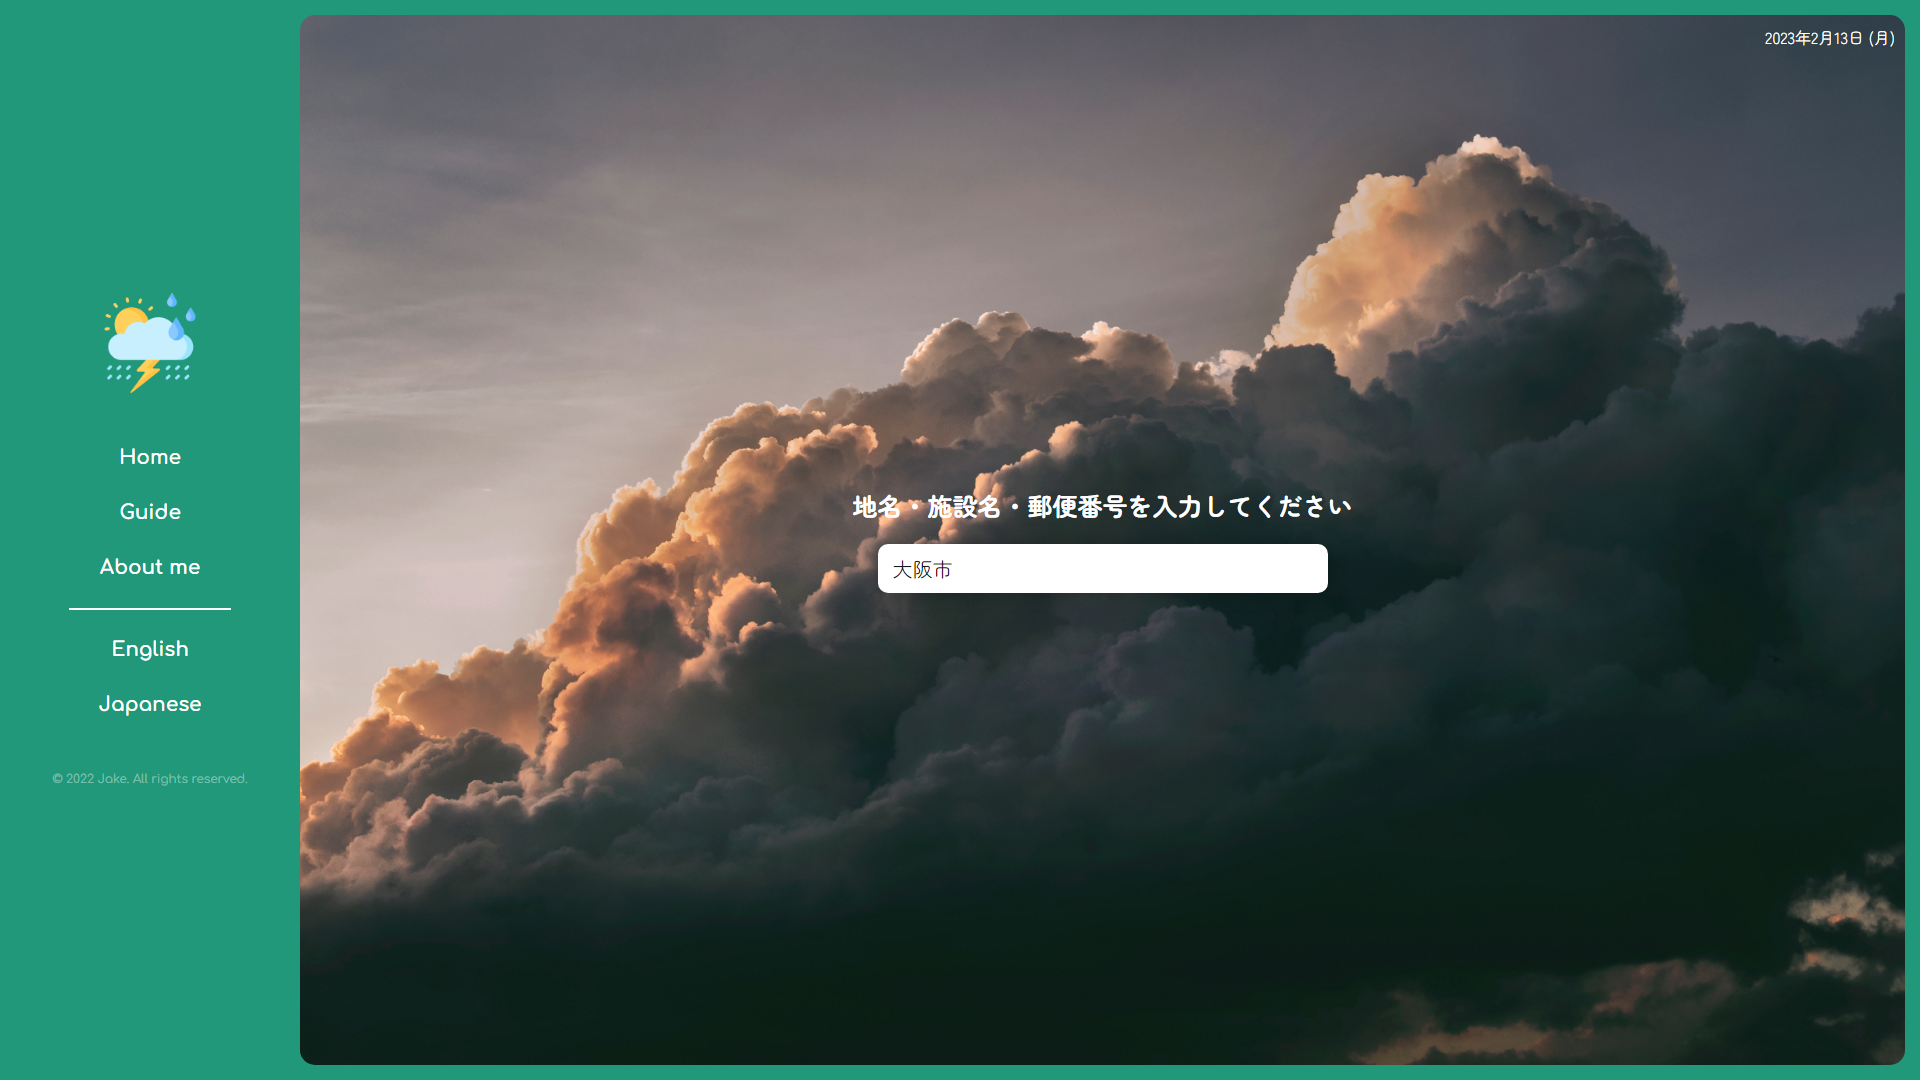 Home
Guide
About me
English
Japanese
© 2022 Jake. All rights reserved.
2023年2月13日 (月)
地名・施設名・郵便番号を入力してください
大阪市